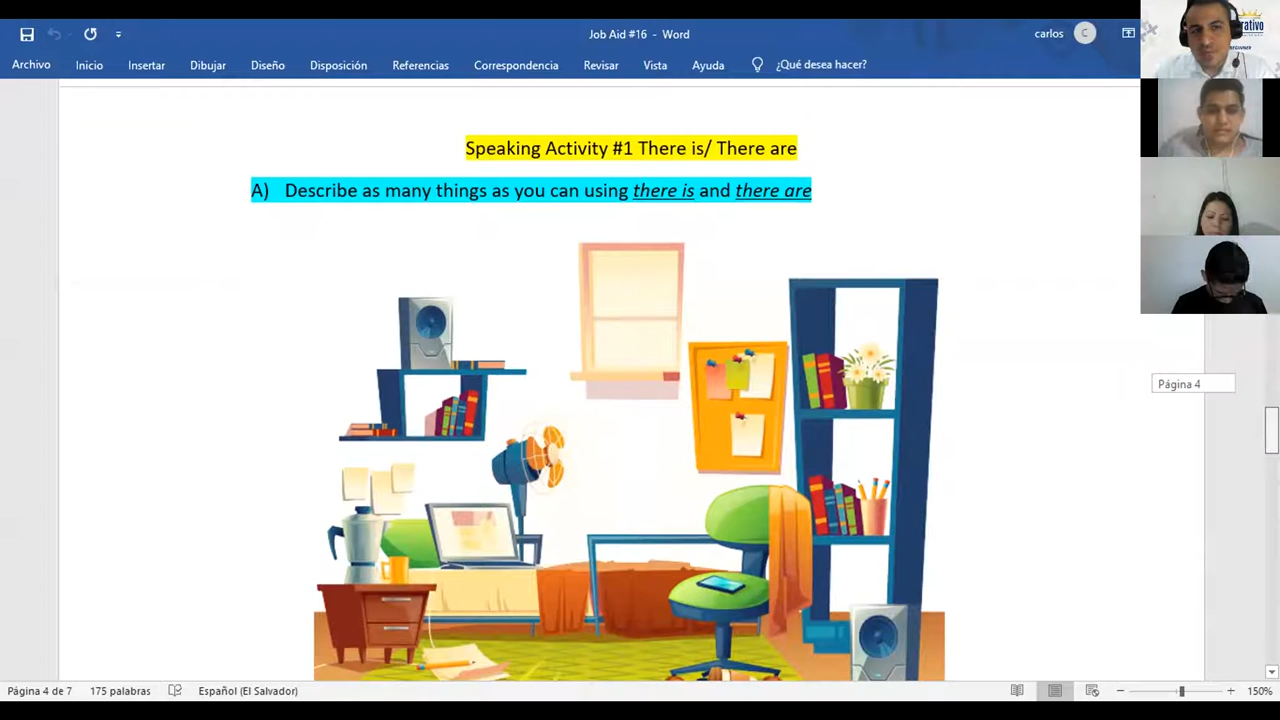 Job Aid #16 - Word
carlos
C
Archivo Inicio Insertar Dibujar Diseño Disposición Referencias Correspondencia Revisar Vista Ayuda ¿Qué desea hacer?
Speaking Activity #1 There is/ There are
A) Describe as many things as you can using there is and there are
Página 4
Página 4 de 7 175 palabras Español (El Salvador) 150%